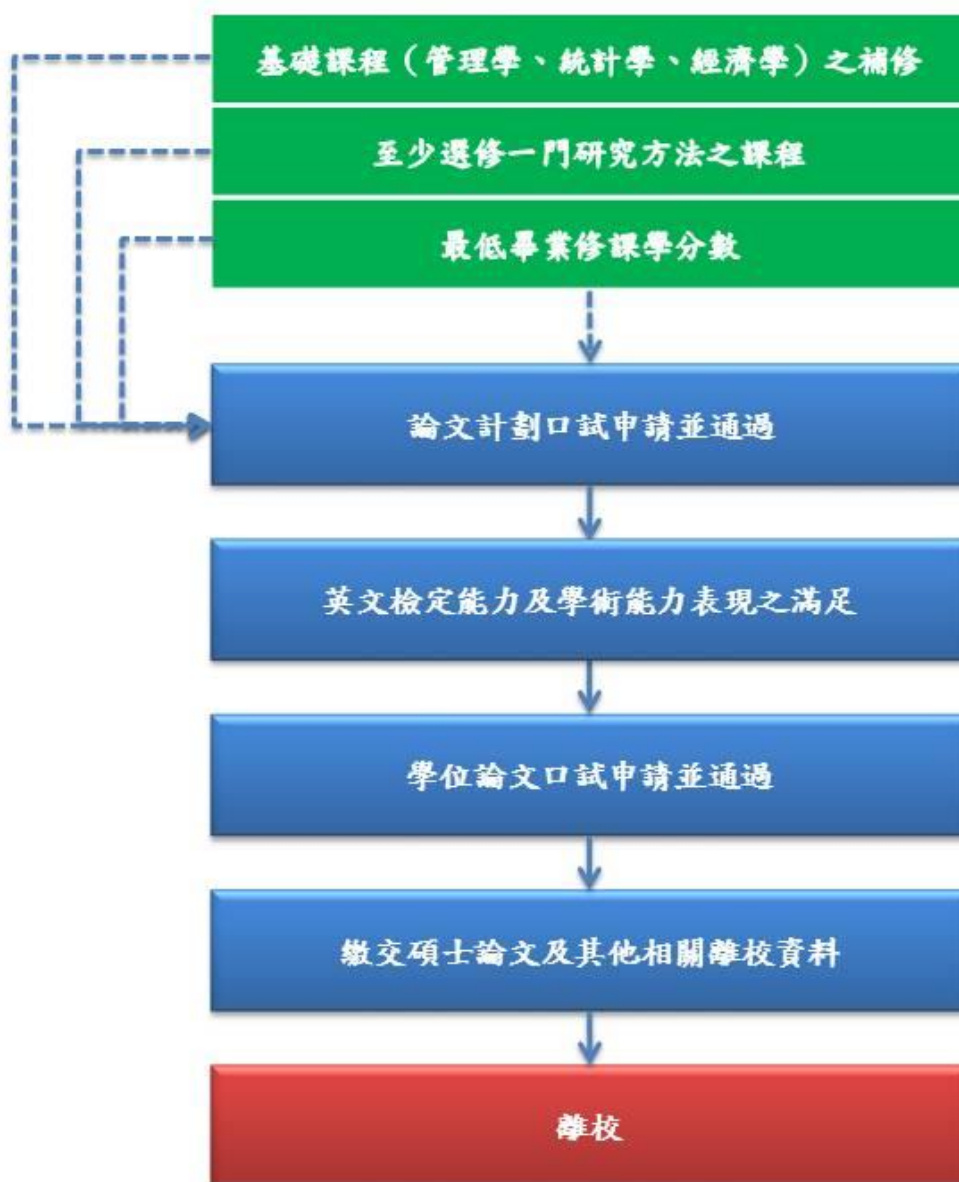 基礎課程（管理學、統計學、經濟學）之補修
至少選修一門研究方法之課程
最低畢業修課學分數
論文計劃口試申請並通過
英文檢定能力及學術能力表現之滿足
學位論文口試申請並通過
繳交碩士論文及其他相關離校資料
離校